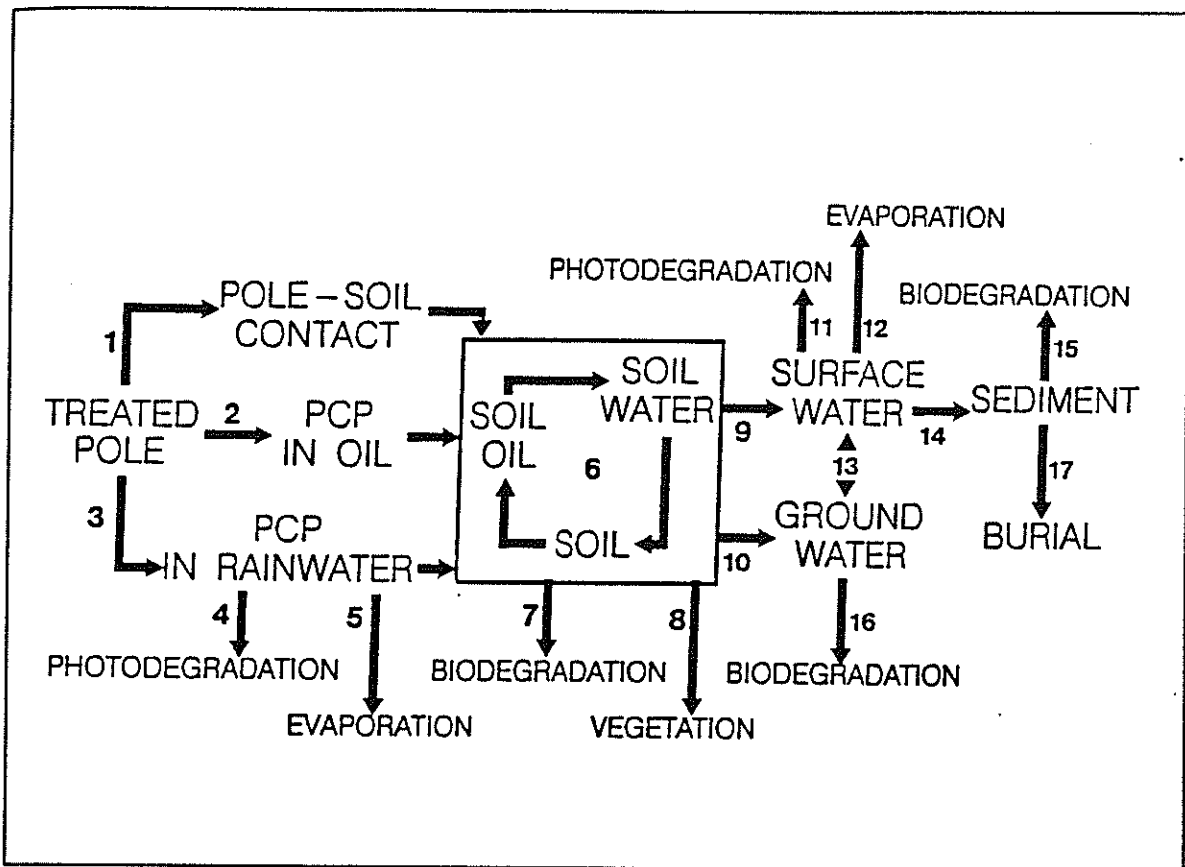 EVAPORATION
PHOTODEGRADATION
BIODEGRADATION
POLE-SOIL
CONTACT
11
12
15
1
SOIL
WATER
SURFACE
WATER
TREATED
POLE
2
PCP
IN OIL
SOIL
OIL
9
14
SEDIMENT
6
13
17
3
PCP
IN RAINWATER
SOIL
10
GROUND
WATER
BURIAL
4
5
7
8
16
PHOTODEGRADATION
BIODEGRADATION
BIODEGRADATION
EVAPORATION
VEGETATION